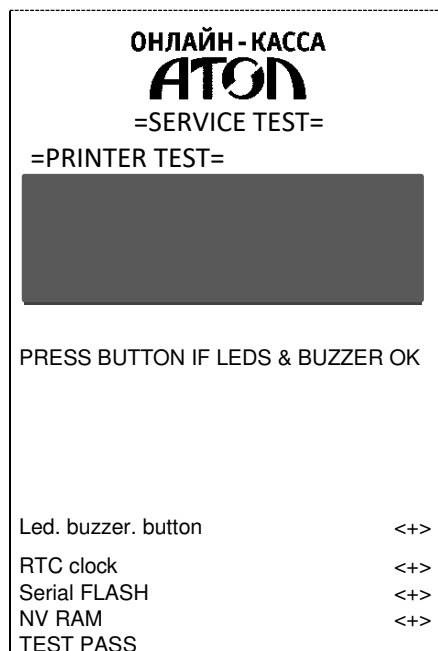 ОНЛАЙН-КАССА
АТОЛ
=SERVICE TEST=
=PRINTER TEST=
PRESS BUTTON IF LEDS & BUZZER OK
Led. buzzer. button <+>
RTC clock <+>
Serial FLASH <+>
NV RAM <+>
TEST PASS